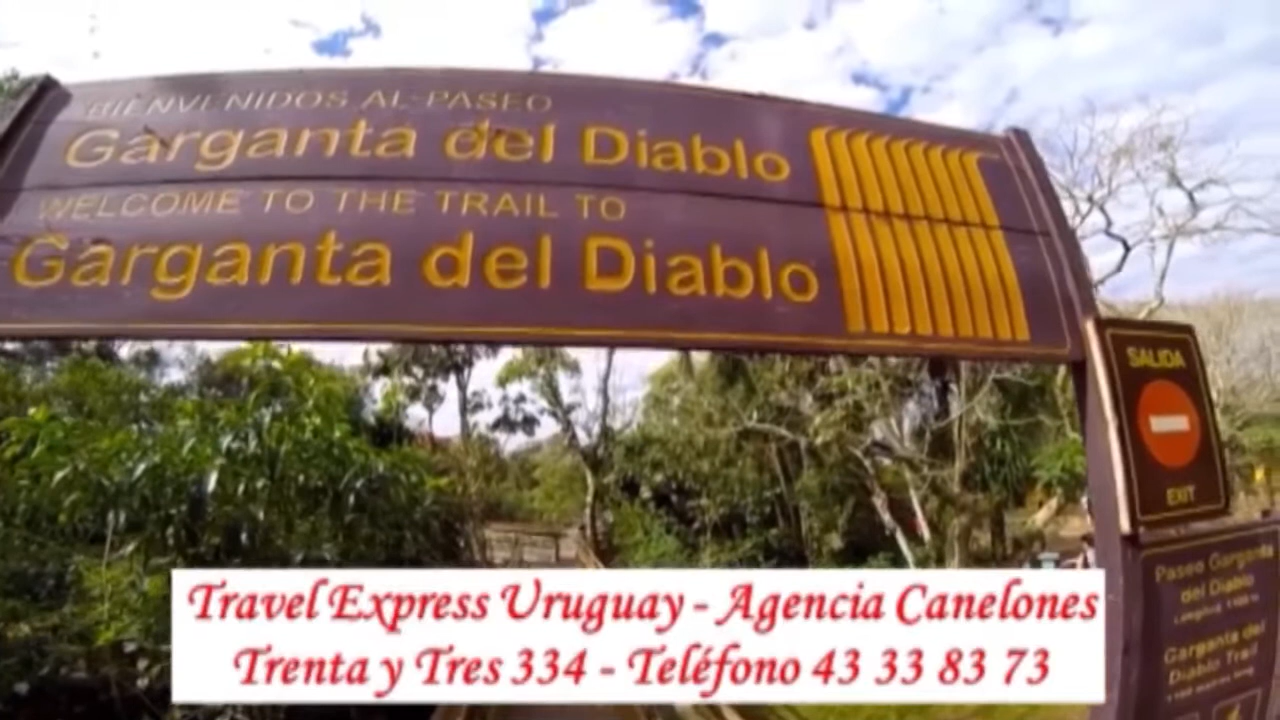 BIENVENIDOS AL PASEO
Garganta del Diablo
WELCOME TO THE TRAIL TO
Garganta del Diablo
SALIDA
EXIT
Paseo Garganta
del Diablo
Garganta del
Diablo Trail
Travel Express Uruguay - Agencia Canelones
Trenta y Tres 334 - Teléfono 43 33 83 73